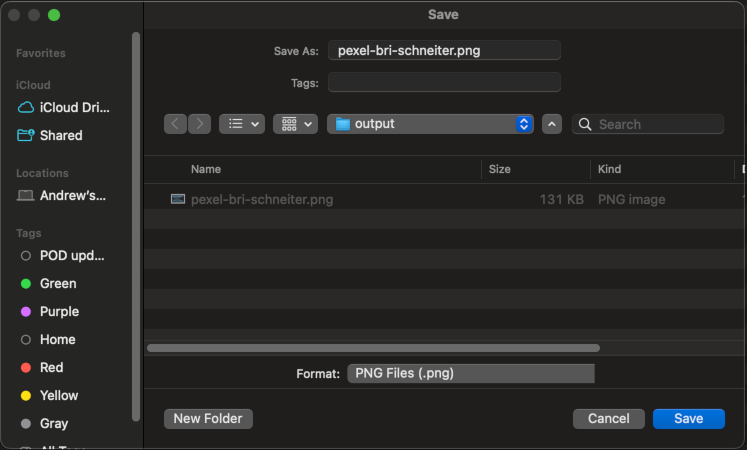 Save
Favorites
iCloud
iCloud Dri...
Shared
Locations
Andrew's...
Tags
POD upd...
Green
Purple
Home
Red
Yellow
Gray
Save As: pexel-bri-schneiter.png
Tags:
output
Search
Name Size Kind
pexel-bri-schneiter.png 131 KB PNG image
Format: PNG Files (.png)
New Folder Cancel Save